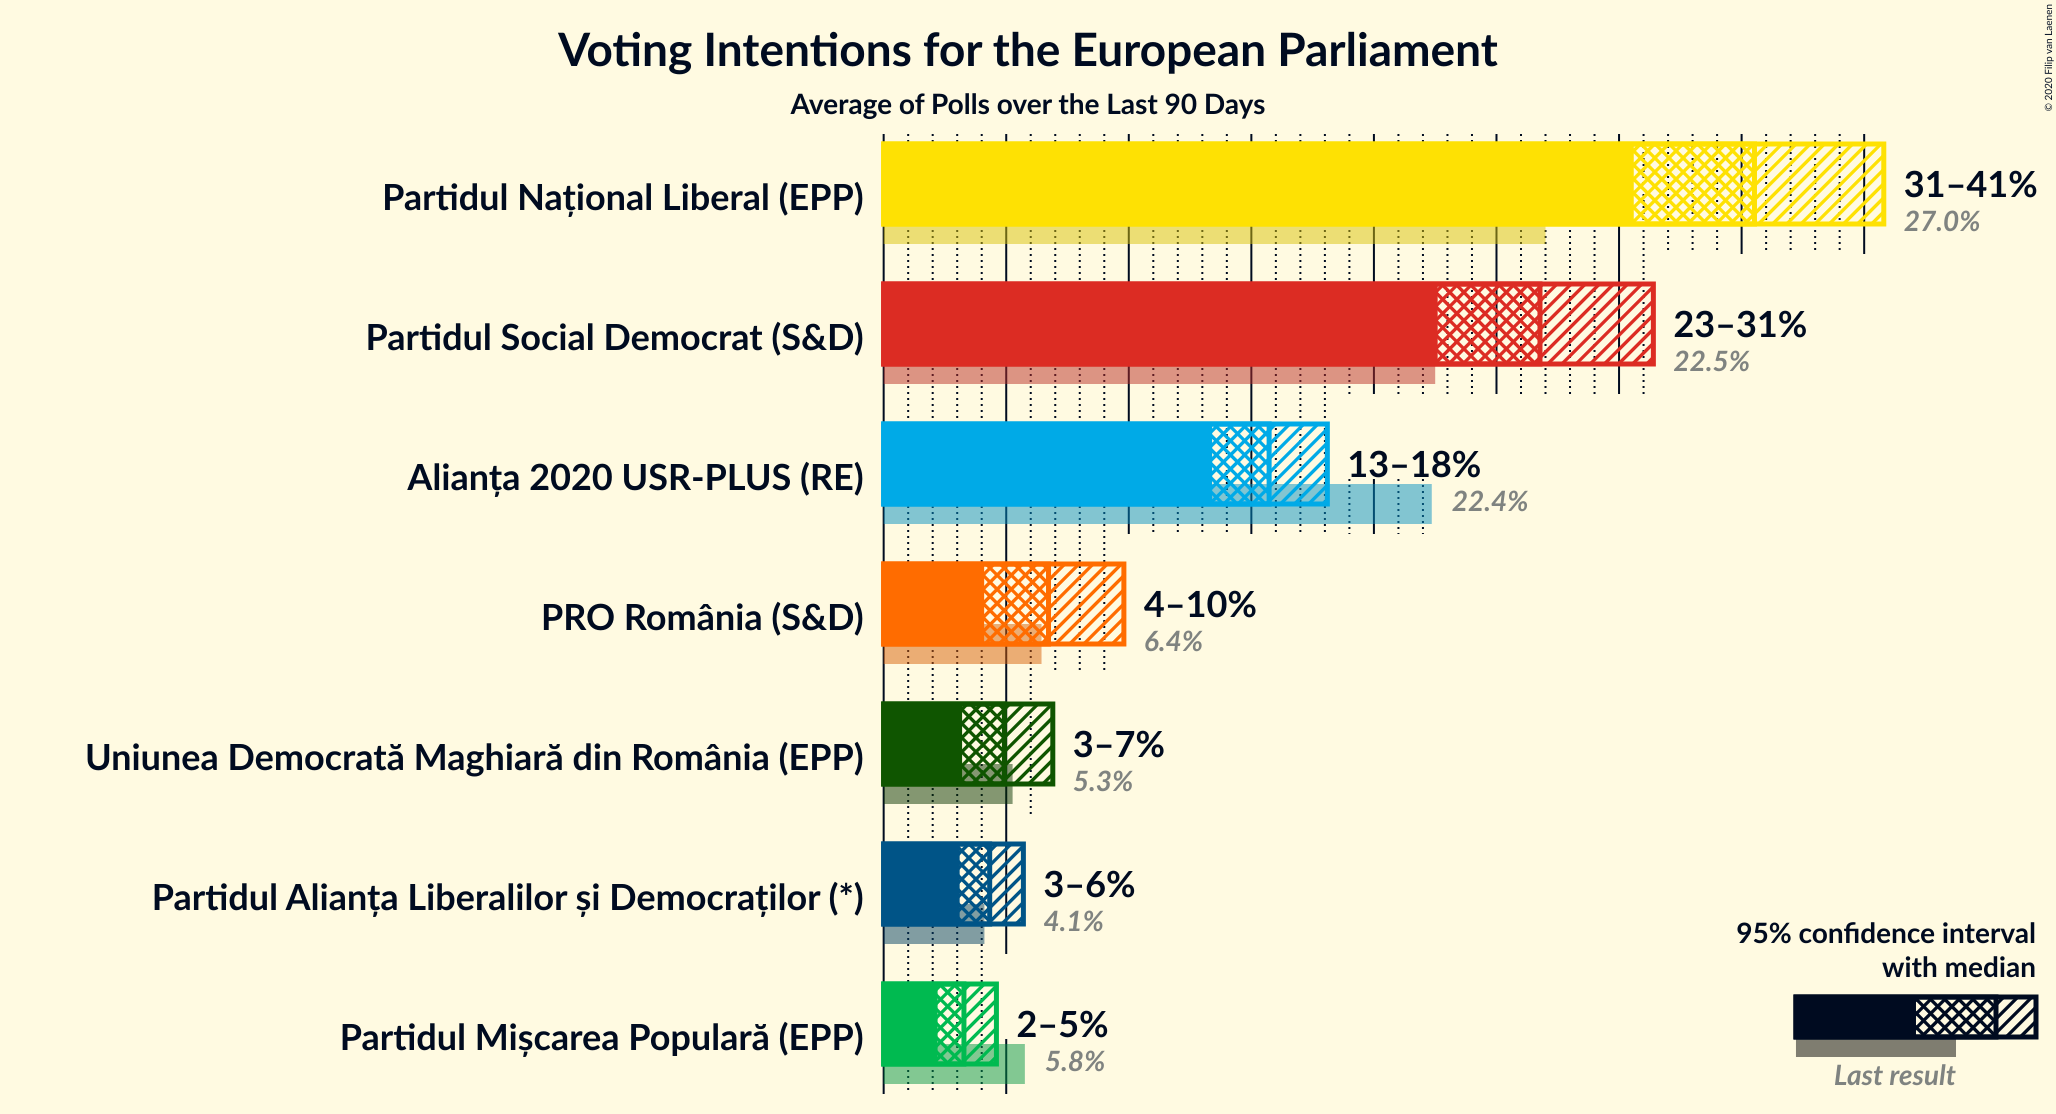 Voting Intentions for the European Parliament
Average of Polls over the Last 90 Days
© 2020 Filip van Laenen
Partidul Național Liberal (EPP)
31–41%
27.0%
Partidul Social Democrat (S&D)
23–31%
22.5%
Alianța 2020 USR-PLUS (RE)
13–18%
22.4%
PRO România (S&D)
4–10%
6.4%
Uniunea Democrată Maghiară din România (EPP)
3–7%
5.3%
Partidul Alianța Liberalilor și Democraților (*)
3–6%
4.1%
Partidul Mișcarea Populară (EPP)
2–5%
5.8%
95% confidence interval
with median
Last result